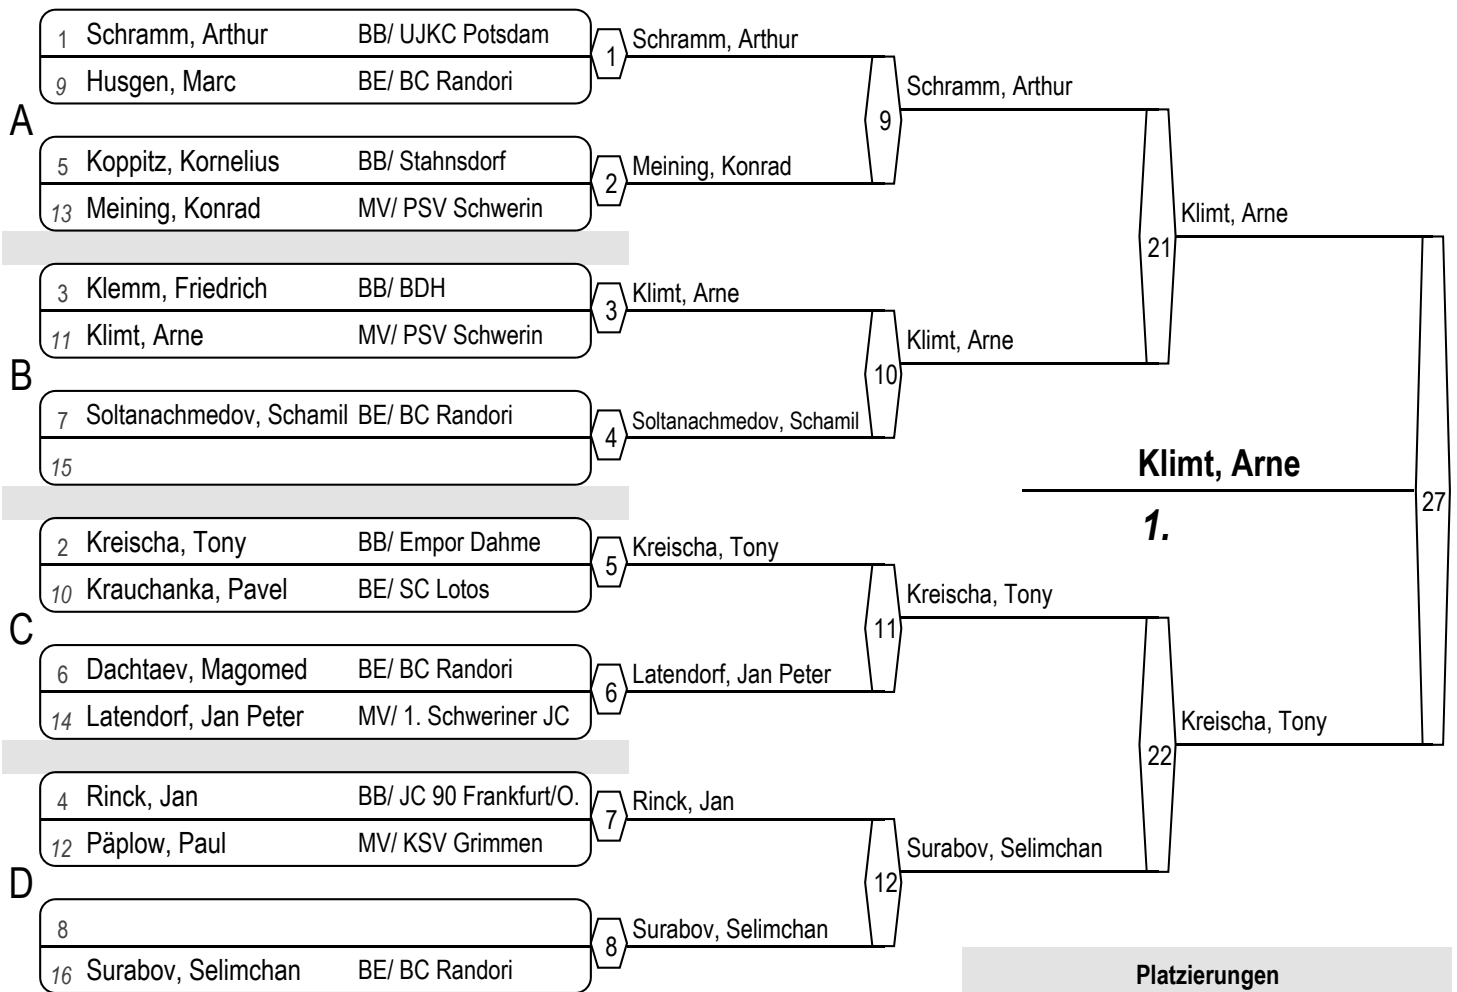 1 Schramm, Arthur BB/ UJKC Potsdam
9 Husgen, Marc BE/ BC Randori
A
5 Koppitz, Kornelius BB/ Stahnsdorf
13 Meining, Konrad MV/ PSV Schwerin
3 Klemm, Friedrich BB/ BDH
11 Klimt, Arne MV/ PSV Schwerin
B
7 Soltanachmedov, Schamil BE/ BC Randori
15
2 Kreischa, Tony BB/ Empor Dahme
10 Krauchanka, Pavel BE/ SC Lotos
C
6 Dachtaev, Magomed BE/ BC Randori
14 Latendorf, Jan Peter MV/ 1. Schweriner JC
4 Rinck, Jan BB/ JC 90 Frankfurt/O.
12 Päplow, Paul MV/ KSV Grimmen
D
8
16 Surabov, Selimchan BE/ BC Randori
1 Schramm, Arthur
2 Meining, Konrad
3 Klimt, Arne
4 Soltanachmedov, Schamil
5 Kreischa, Tony
6 Latendorf, Jan Peter
7 Rinck, Jan
8 Surabov, Selimchan
9 Schramm, Arthur
10 Klimt, Arne
11 Kreischa, Tony
12 Surabov, Selimchan
21 Klimt, Arne
22 Kreischa, Tony
27
Klimt, Arne
1.
Platzierungen